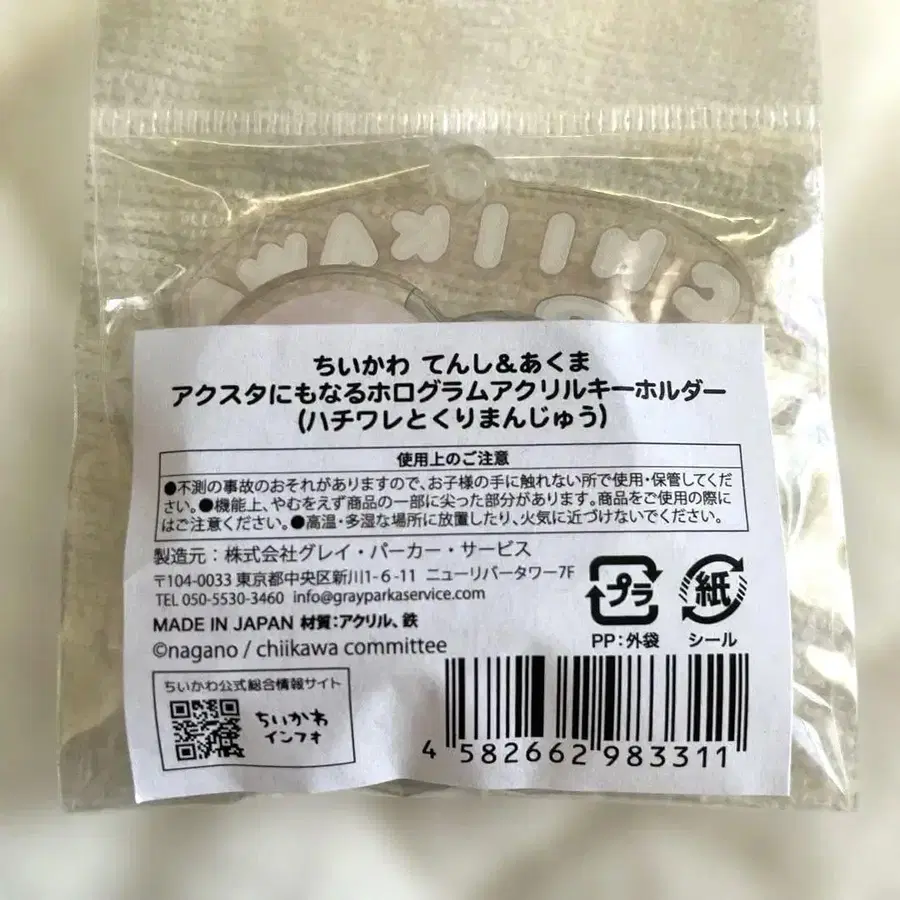 CHIIKAWA
ちいかわ てんし&あくま
アクスタにもなるホログラムアクリルキーホルダー
(ハチワレとくりまんじゅう)
使用上のご注意
●不測の事故のおそれがありますので、お子様の手に触れない所で使用・保管してくだ
さい。●機能上、やむをえず商品の一部に尖った部分があります。商品をご使用の際に
はご注意ください。●高温・多湿な場所に放置したり、火気に近づけないでください。
製造元：株式会社グレイ・パーカー・サービス
〒104-0033 東京都中央区新川1-6-11 ニューリバータワー7F
TEL 050-5530-3460 info@grayparkaservice.com
MADE IN JAPAN 材質：アクリル、鉄
©nagano / chiikawa committee
プラ
PP：外袋
紙
シール
ちいかわ公式総合情報サイト
ちいかわ
インフォ
4 582662 983311